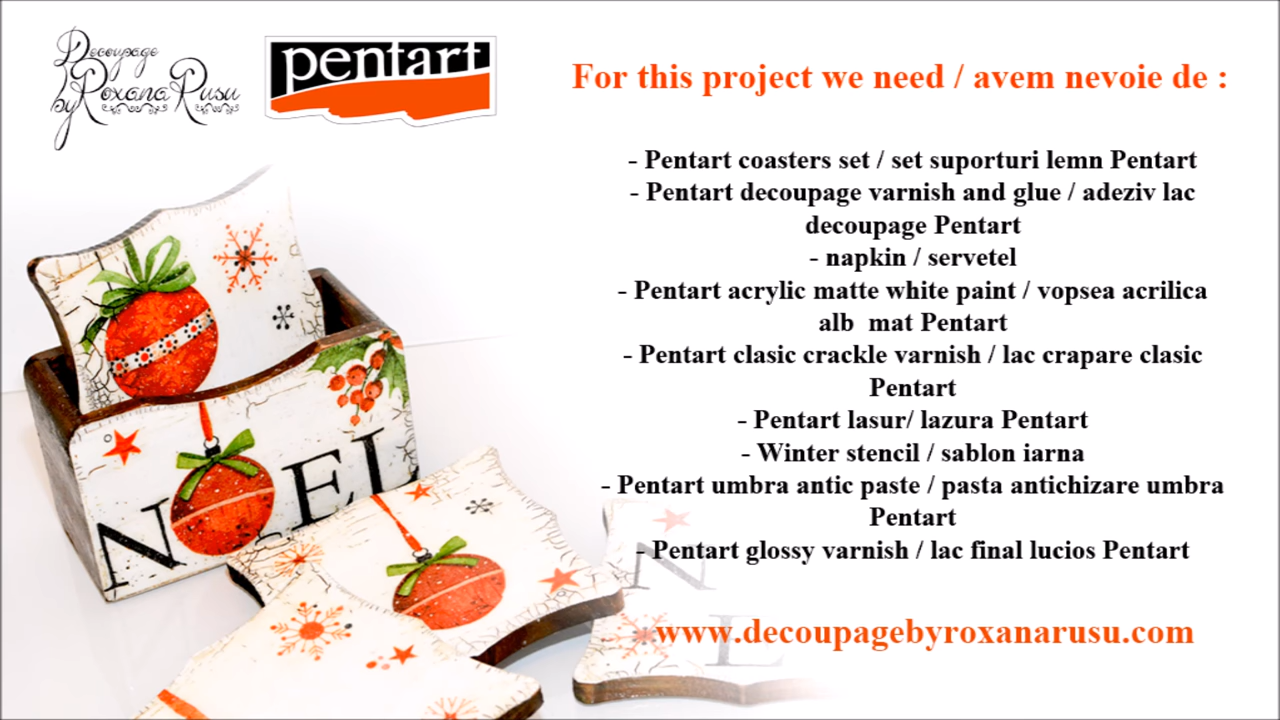 Decoupage
by Roxana Rusu
pentart
For this project we need / avem nevoie de :
- Pentart coasters set / set suporturi lemn Pentart
- Pentart decoupage varnish and glue / adeziv lac
decoupage Pentart
- napkin / servetel
- Pentart acrylic matte white paint / vopsea acrilica
alb mat Pentart
- Pentart clasic crackle varnish / lac crapare clasic
Pentart
- Pentart lasur/ lazura Pentart
- Winter stencil / sablon iarna
- Pentart umbra antic paste / pasta antichizare umbra
Pentart
- Pentart glossy varnish / lac final lucios Pentart
www.decoupagebyroxanarusu.com
NOEL
N
EL